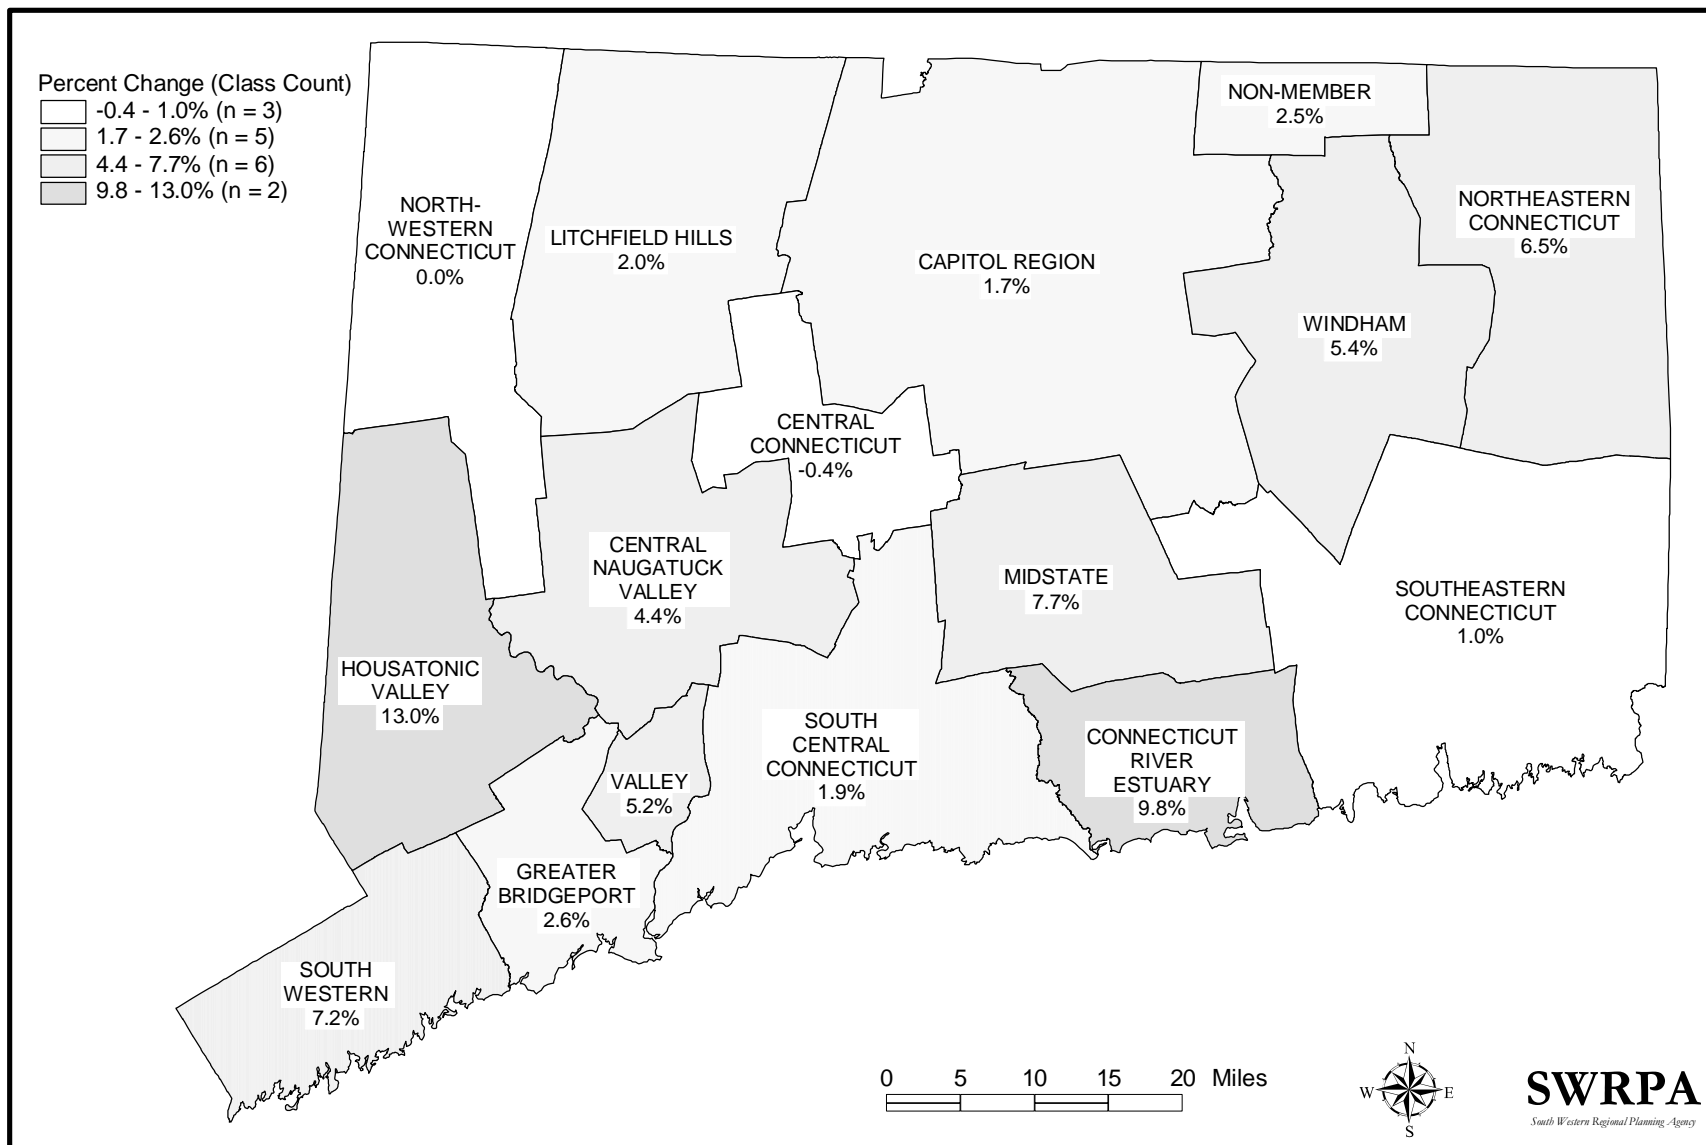 Percent Change (Class Count)
-0.4 - 1.0% (n = 3)
1.7 - 2.6% (n = 5)
4.4 - 7.7% (n = 6)
9.8 - 13.0% (n = 2)
NON-MEMBER
2.5%
NORTH-
WESTERN
CONNECTICUT
0.0%
LITCHFIELD HILLS
2.0%
CAPITOL REGION
1.7%
NORTHEASTERN
CONNECTICUT
6.5%
WINDHAM
5.4%
CENTRAL
CONNECTICUT
-0.4%
CENTRAL
NAUGATUCK
VALLEY
4.4%
MIDSTATE
7.7%
SOUTHEASTERN
CONNECTICUT
1.0%
HOUSATONIC
VALLEY
13.0%
SOUTH
CENTRAL
CONNECTICUT
1.9%
CONNECTICUT
RIVER
ESTUARY
9.8%
VALLEY
5.2%
GREATER
BRIDGEPORT
2.6%
SOUTH
WESTERN
7.2%
0 5 10 15 20 Miles
N
W E
S
SWRPA
South Western Regional Planning Agency